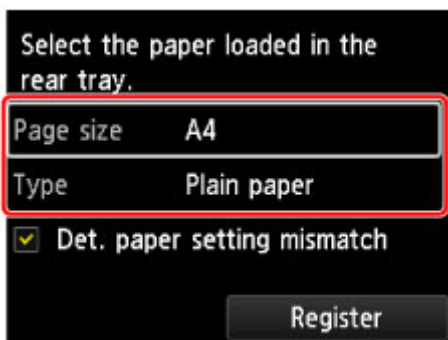 Select the paper loaded in the
rear tray.
Page size A4
Type Plain paper
Det. paper setting mismatch
Register